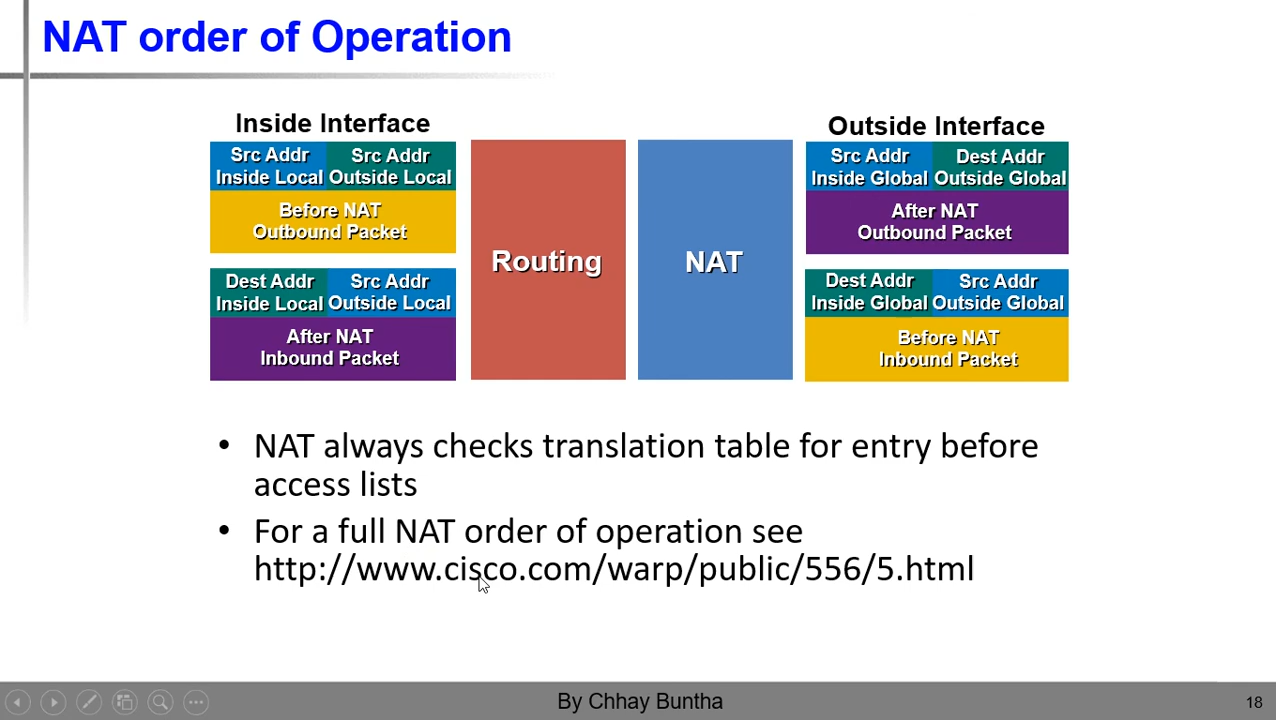 NAT order of Operation
Inside Interface
Src Addr
Inside Local
Src Addr
Outside Local
Before NAT
Outbound Packet
Dest Addr
Inside Local
Src Addr
Outside Local
After NAT
Inbound Packet
Routing
NAT
Outside Interface
Src Addr
Inside Global
Dest Addr
Outside Global
After NAT
Outbound Packet
Dest Addr
Inside Global
Src Addr
Outside Global
Before NAT
Inbound Packet
• NAT always checks translation table for entry before
access lists
• For a full NAT order of operation see
http://www.cisco.com/warp/public/556/5.html
By Chhay Buntha
18